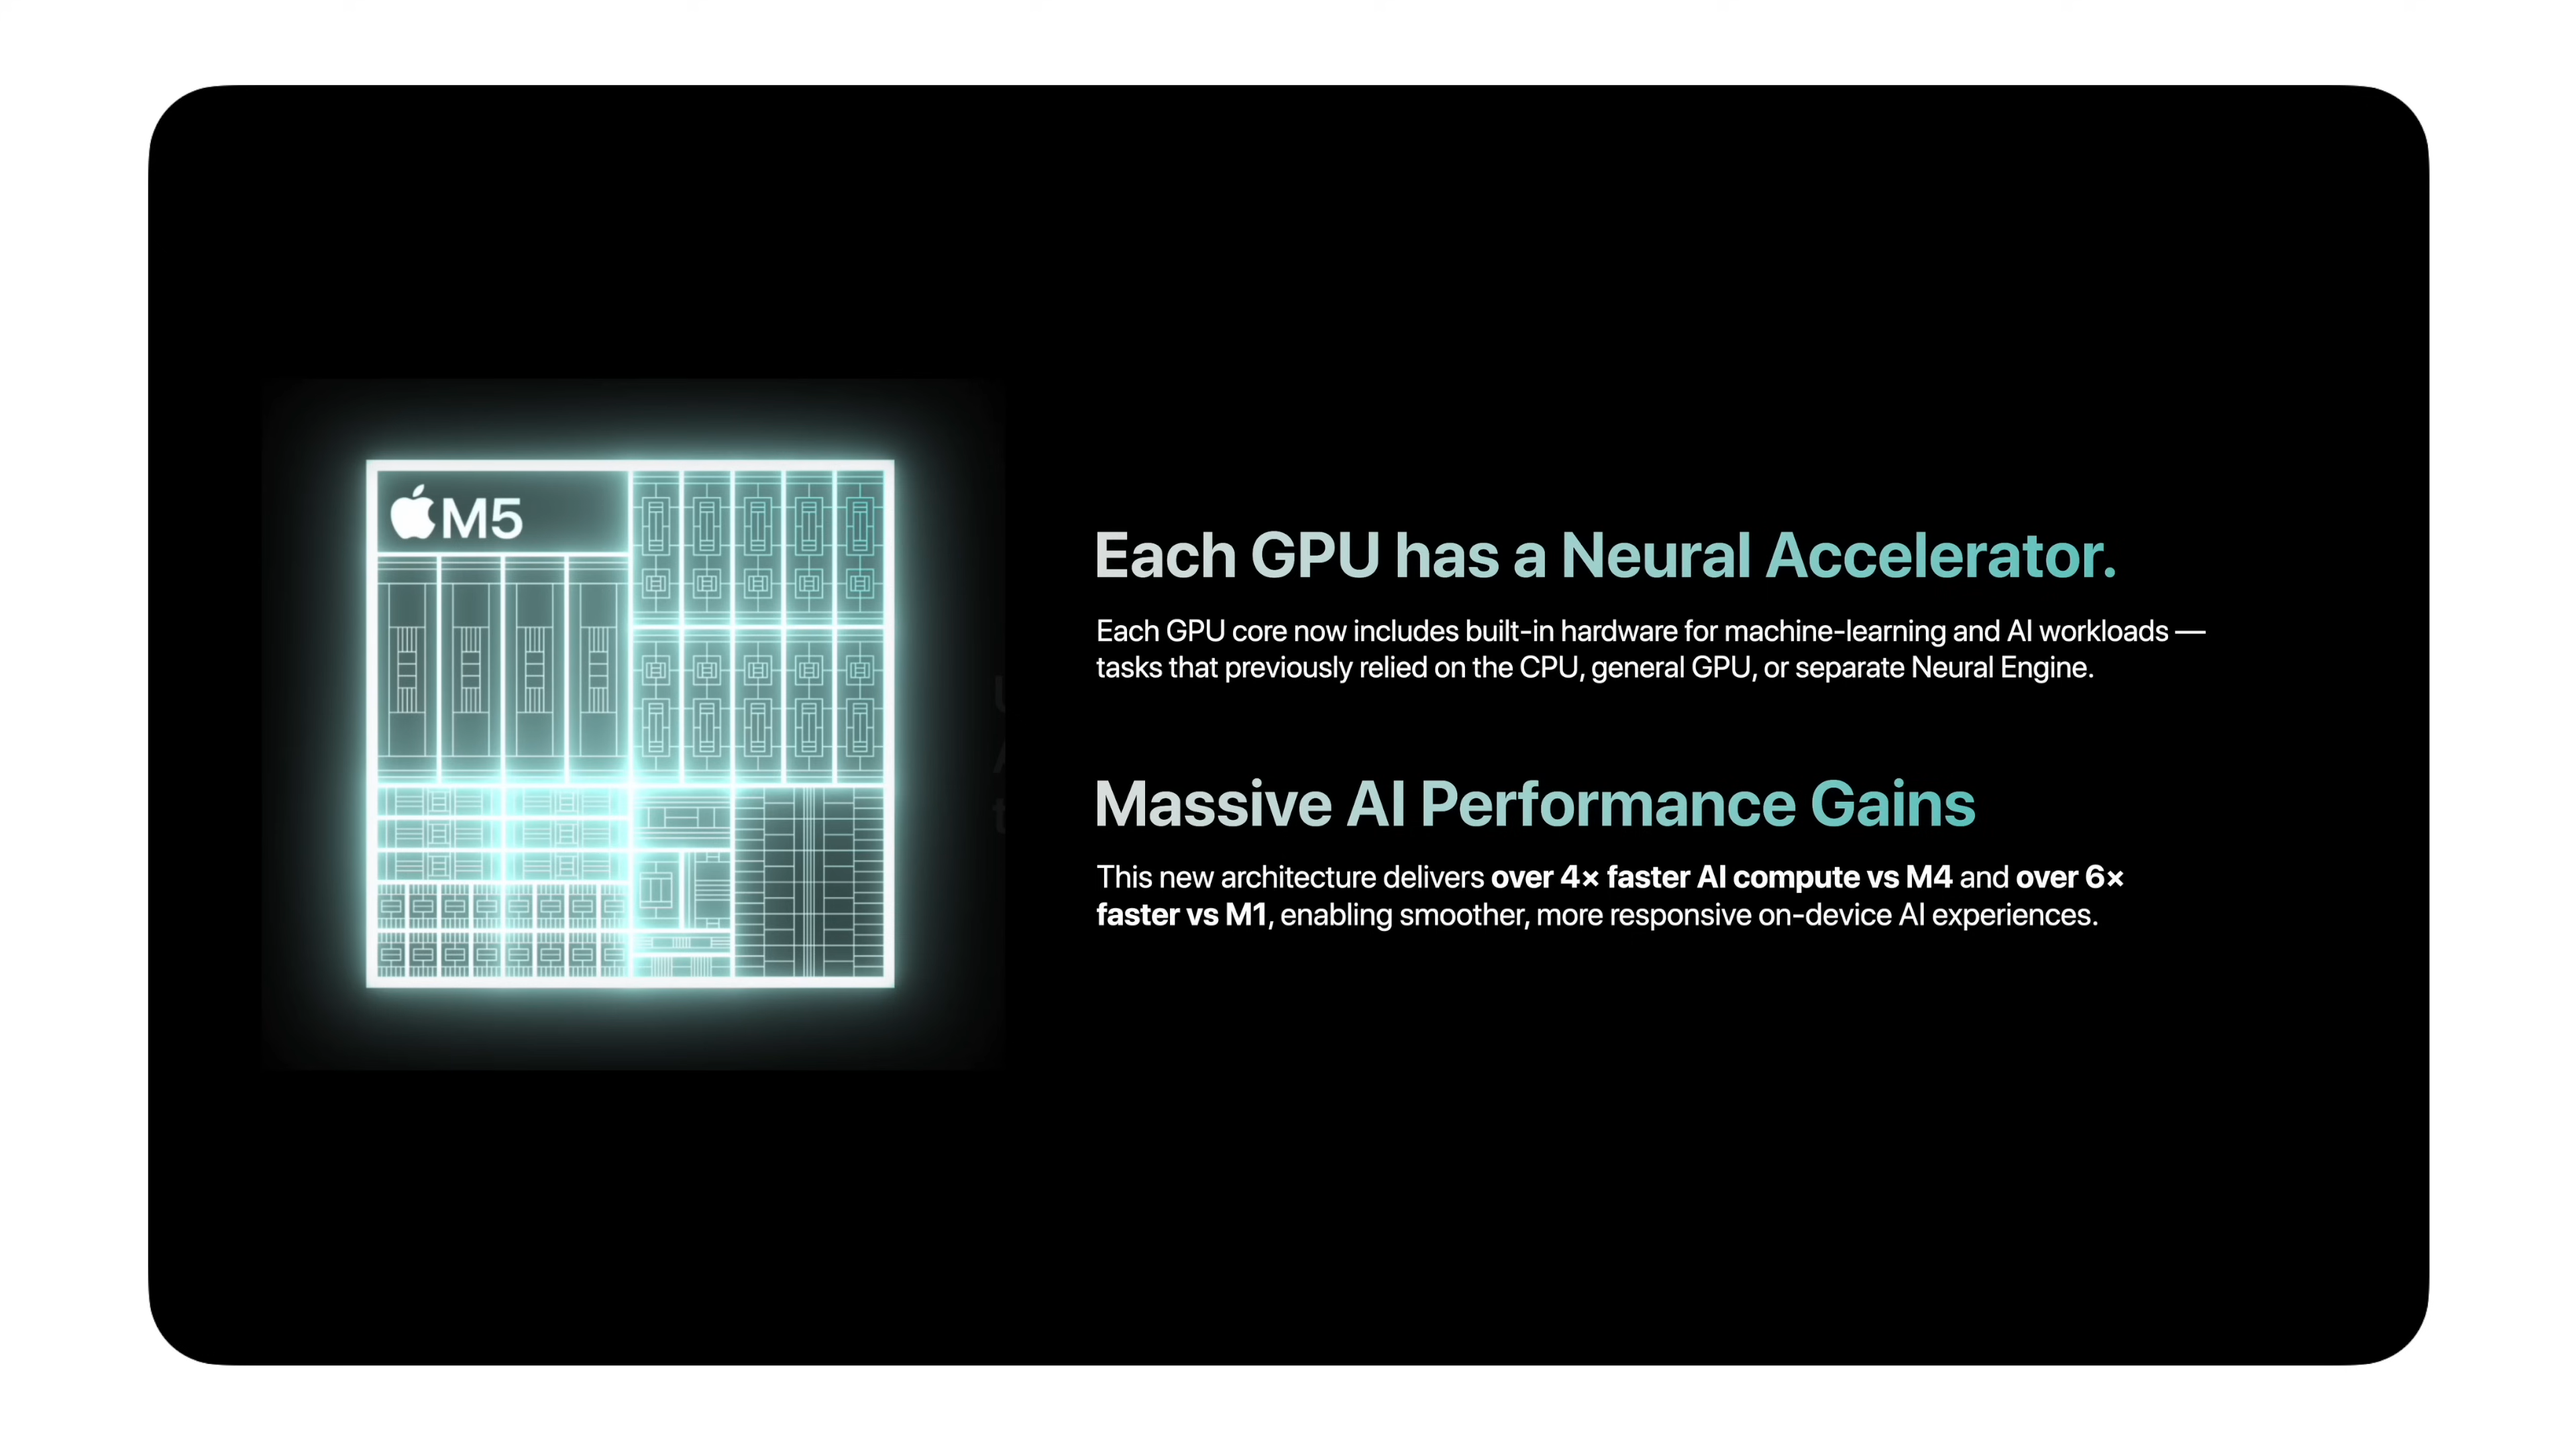 M5
Each GPU has a Neural Accelerator.
Each GPU core now includes built-in hardware for machine-learning and AI workloads —
tasks that previously relied on the CPU, general GPU, or separate Neural Engine.
Massive AI Performance Gains
This new architecture delivers over 4× faster AI compute vs M4 and over 6×
faster vs M1, enabling smoother, more responsive on-device AI experiences.